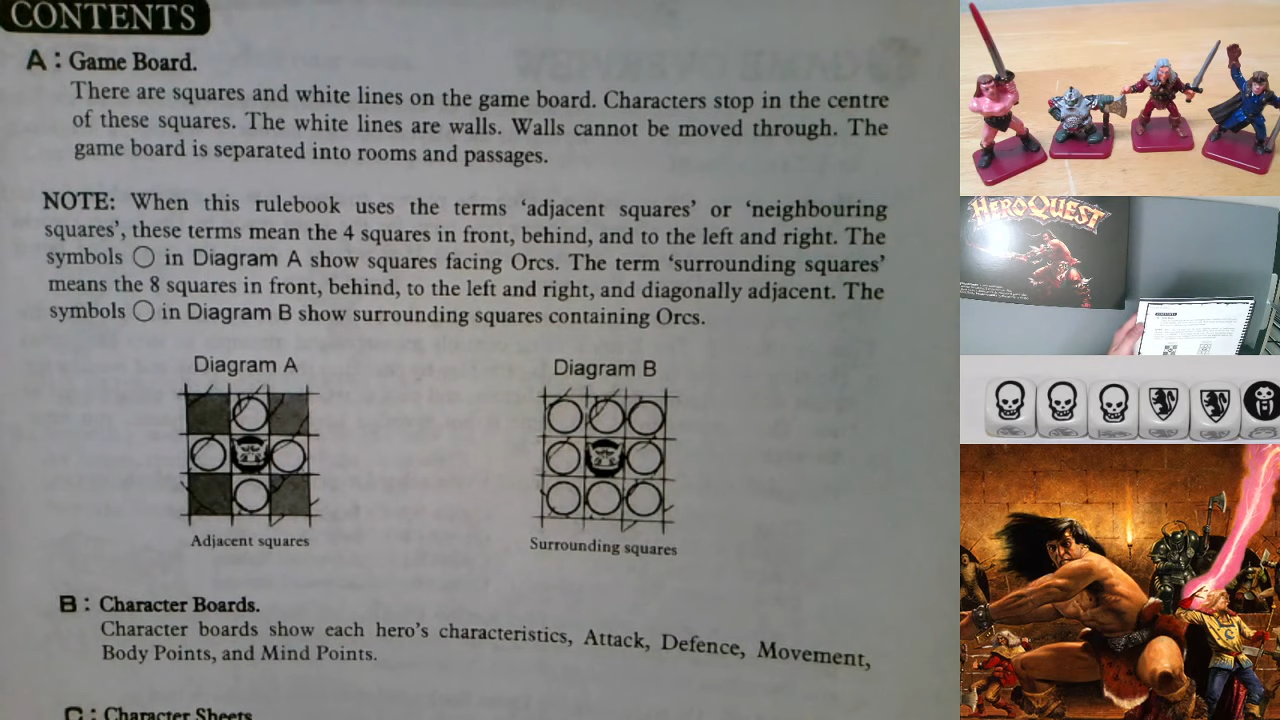 CONTENTS
A: Game Board.
There are squares and white lines on the game board. Characters stop in the centre
of these squares. The white lines are walls. Walls cannot be moved through. The
game board is separated into rooms and passages.
NOTE: When this rulebook uses the terms ‘adjacent squares’ or ‘neighbouring
squares’, these terms mean the 4 squares in front, behind, and to the left and right. The
symbols ○ in Diagram A show squares facing Orcs. The term ‘surrounding squares’
means the 8 squares in front, behind, to the left and right, and diagonally adjacent. The
symbols ○ in Diagram B show surrounding squares containing Orcs.
Diagram A
Diagram B
Adjacent squares
Surrounding squares
B: Character Boards.
Character boards show each hero's characteristics, Attack, Defence, Movement,
Body Points, and Mind Points.
C: Character Sheets
HEROQUEST